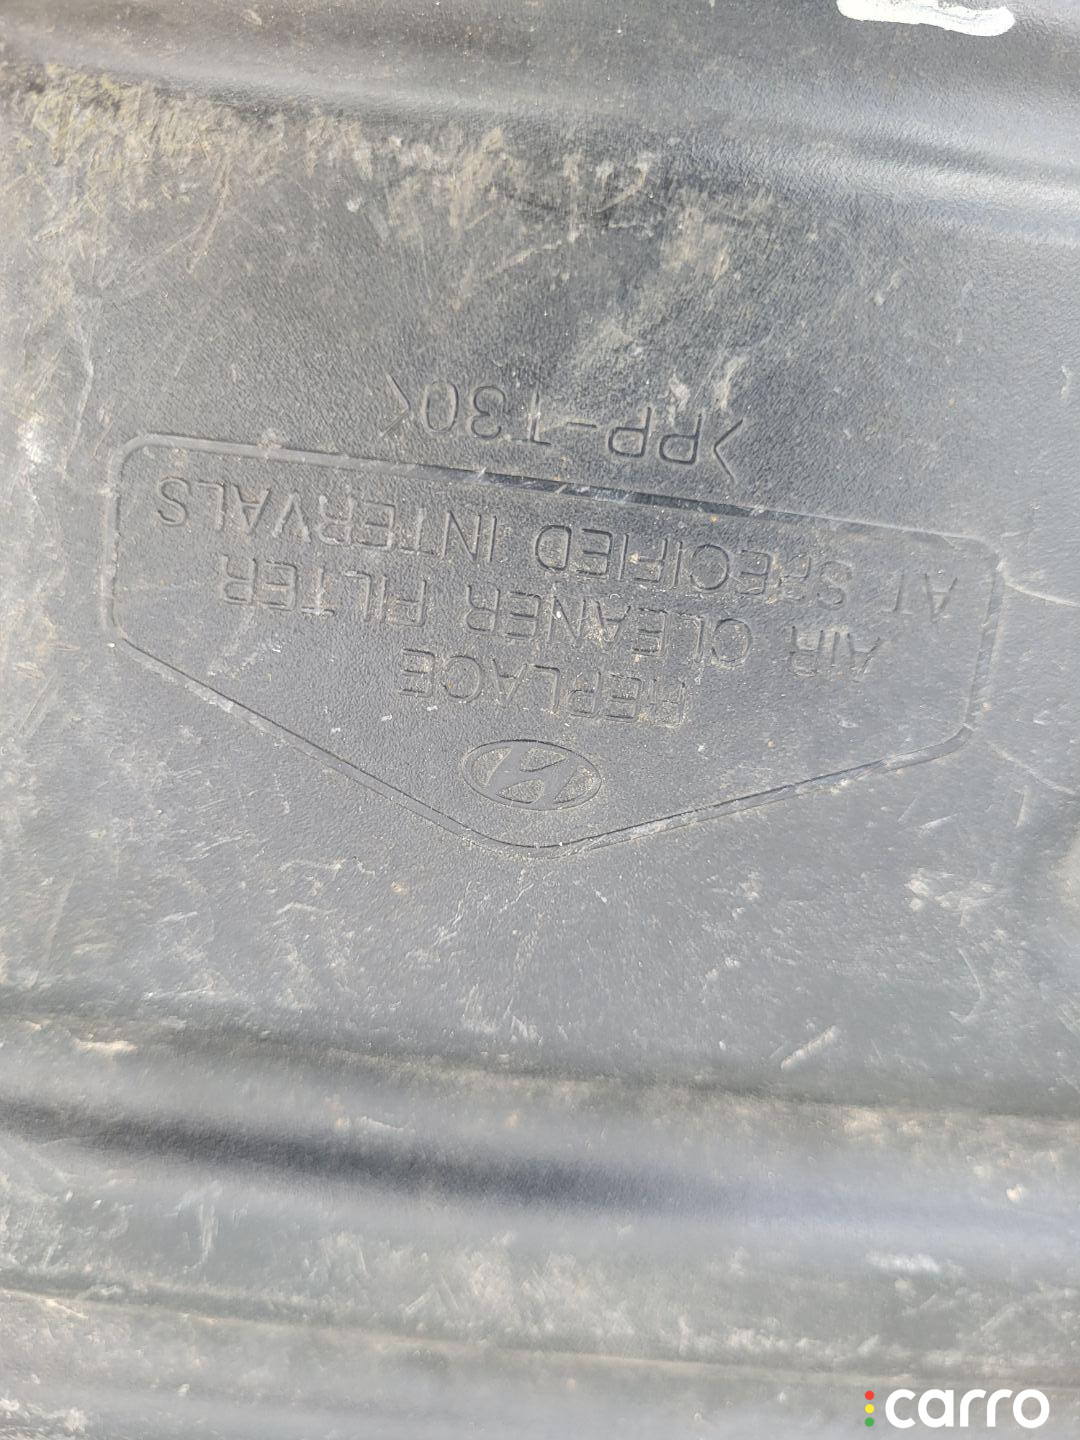 REPLACE
AIR CLEANER FILTER
AT SPECIFIED INTERVALS
>PP-T30<
carro